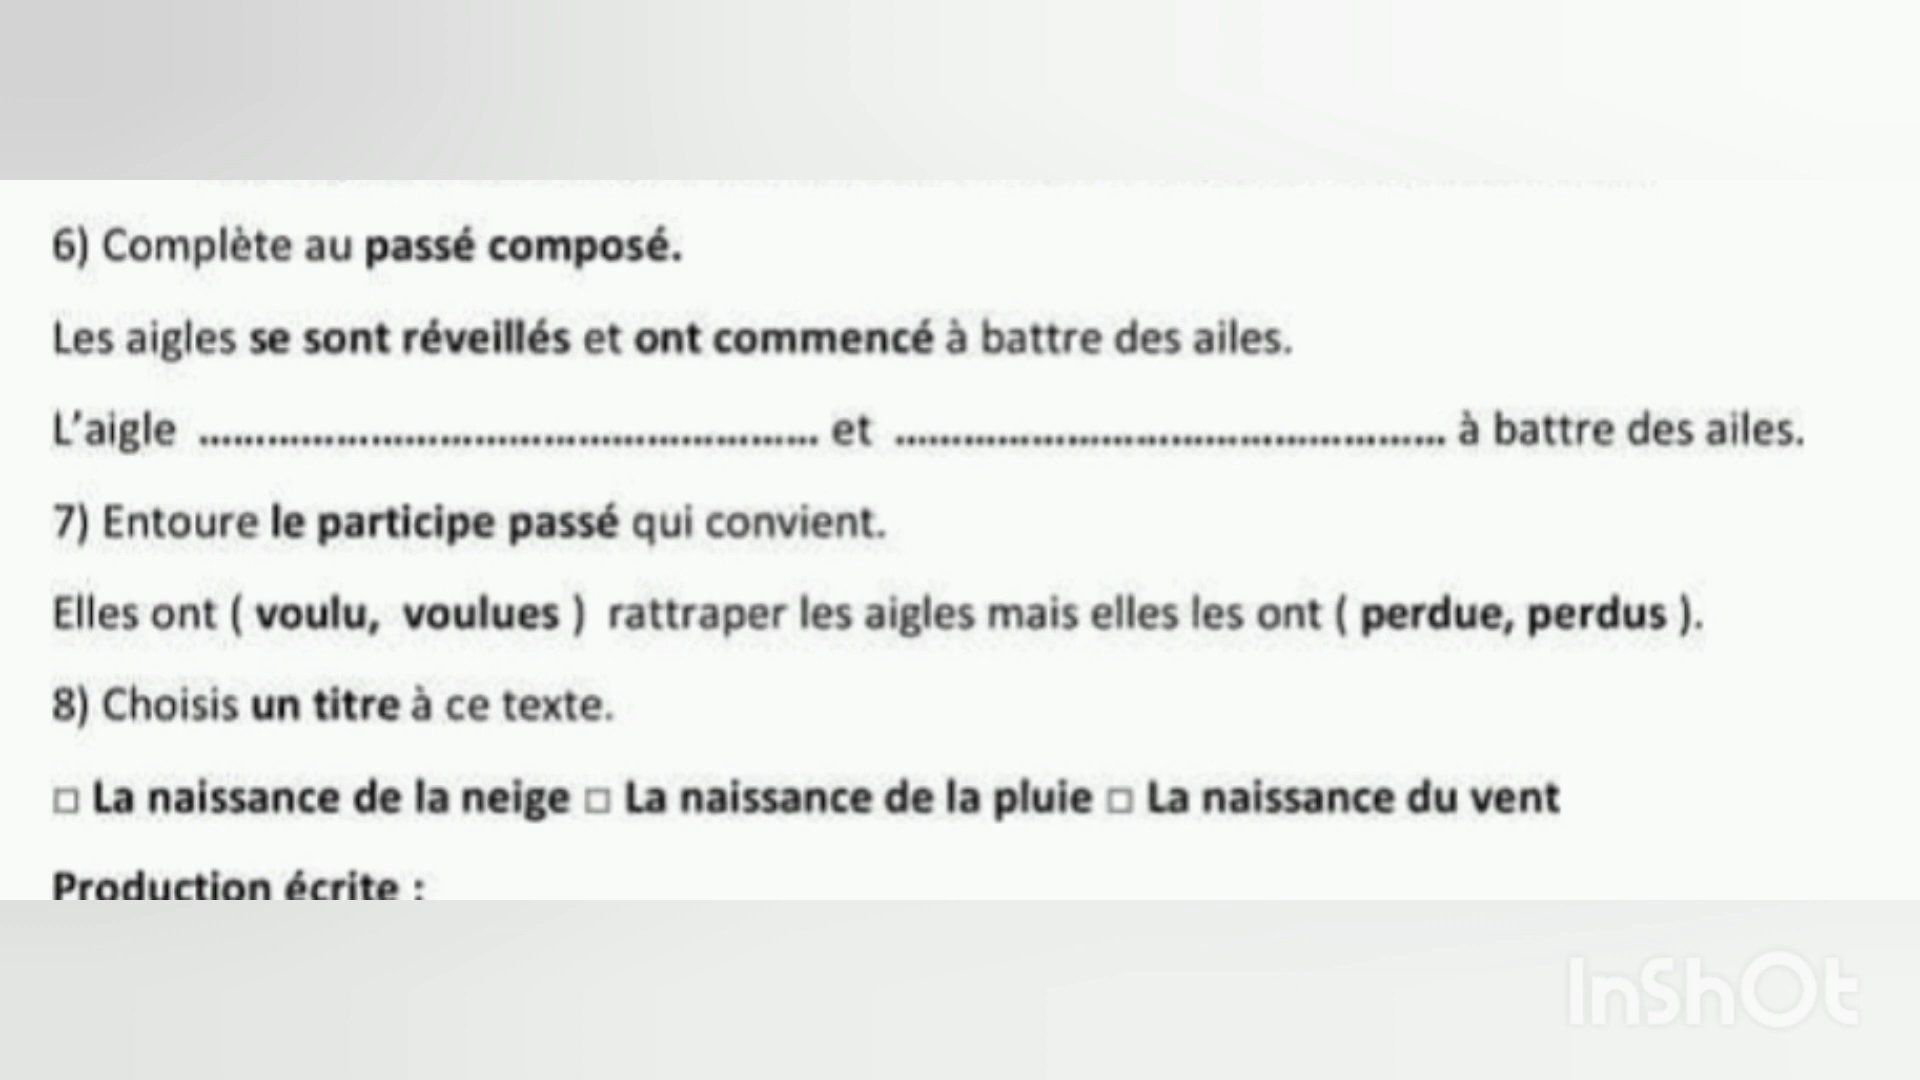 6) Complète au passé composé.
Les aigles se sont réveillés et ont commencé à battre des ailes.
L'aigle ........................................................ et .................................................. à battre des ailes.
7) Entoure le participe passé qui convient.
Elles ont ( voulu, voulues ) rattraper les aigles mais elles les ont ( perdue, perdus ).
8) Choisis un titre à ce texte.
□ La naissance de la neige □ La naissance de la pluie □ La naissance du vent
Production écrite :
InShOt